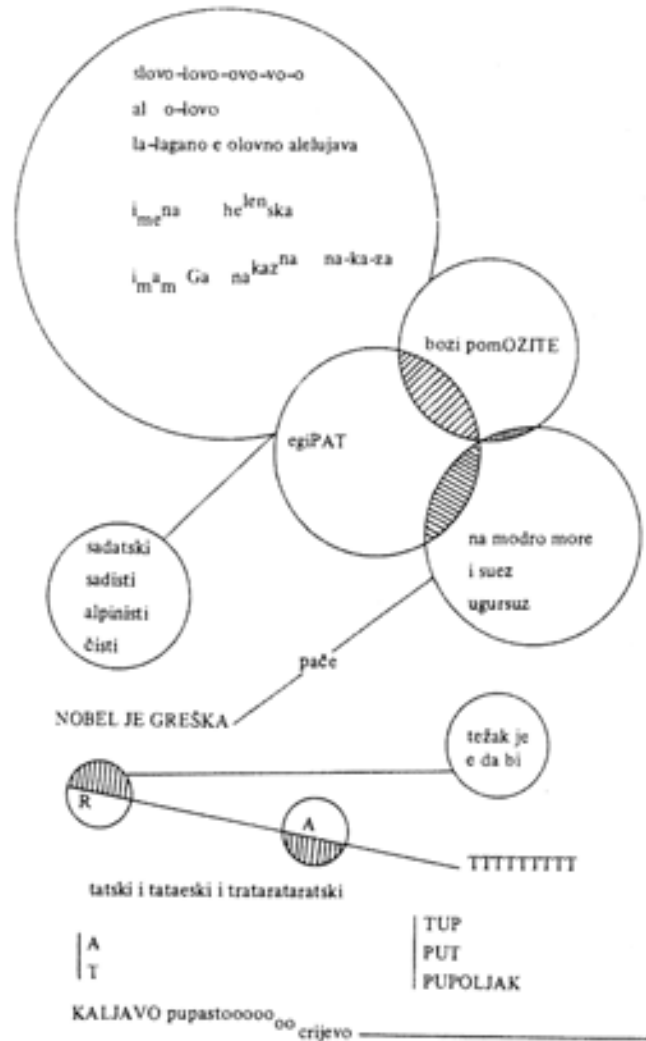 slovo-lovo-ovo-vo-o
al o-lovo
la-lagano e olovno alelujava
imena helenska
imam Ga nakazna na-ka-za
bozi pomOZITE
egiPAT
sadatski
sadisti
alpinisti
čisti
na modro more
i suez
ugursuz
pače
NOBEL JE GREŠKA
težak je
e da bi
R
A
TTTTTTTTT
tatski i tataeski i tratarataratski
A
T
TUP
PUT
PUPOLJAK
KALJAVO pupastooooooo crijevo